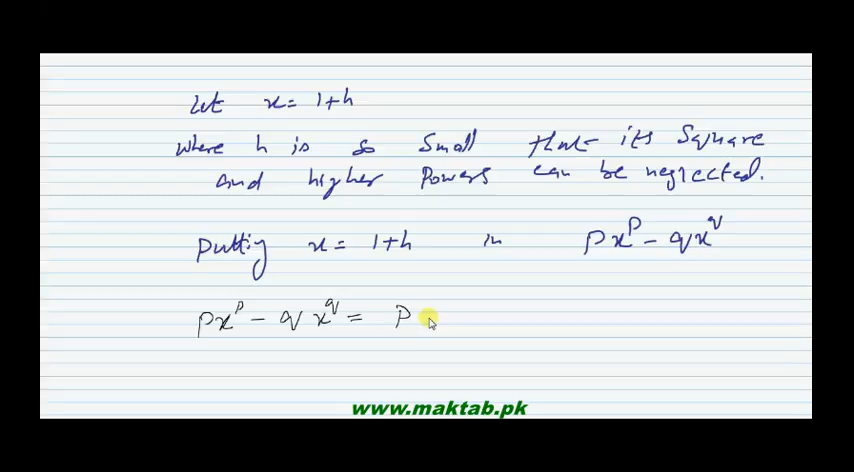 Let x = 1+h
where h is so small that its square
and higher powers can be neglected.
Putting x = 1+h in px^p - qx^q
px^p - qx^q = p
www.maktab.pk